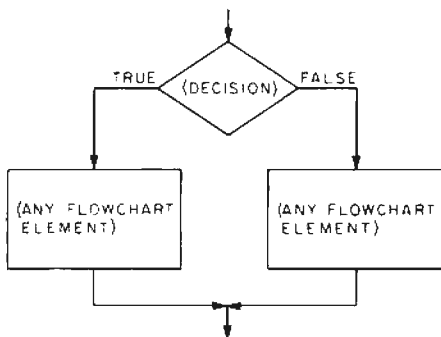 TRUE
FALSE
(DECISION)
(ANY FLOWCHART
ELEMENT)
(ANY FLOWCHART
ELEMENT)